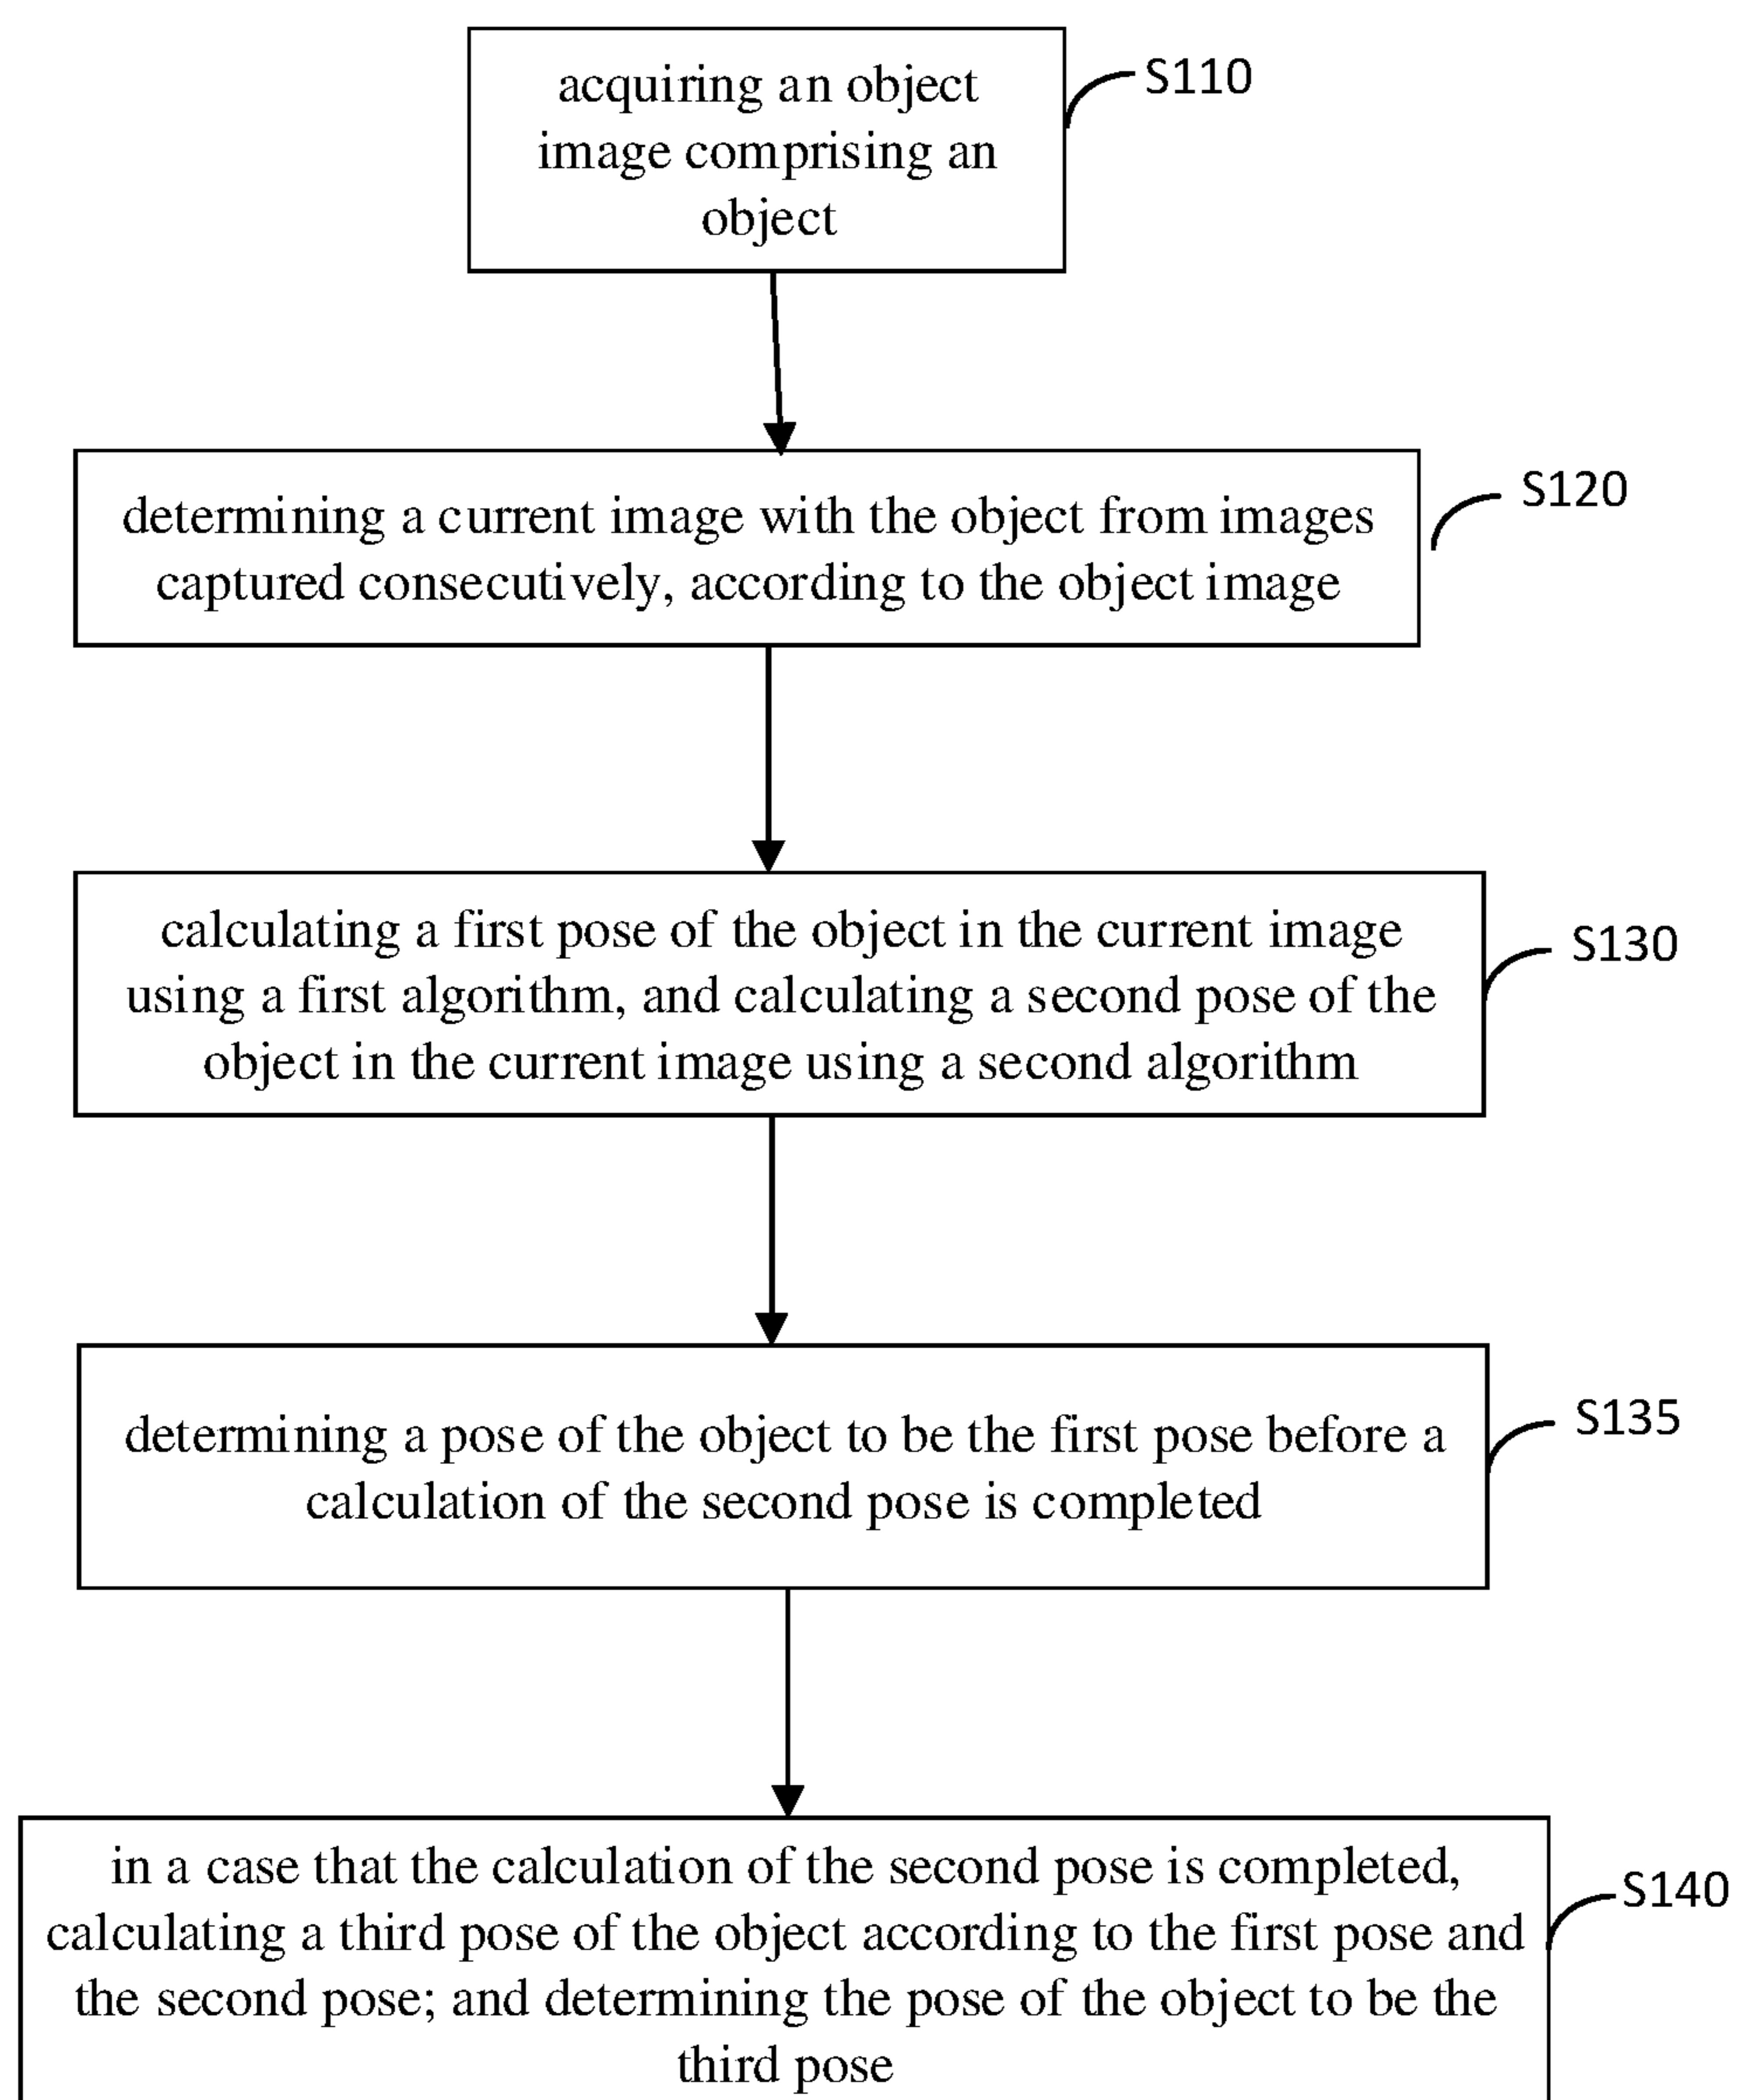 acquiring an object
image comprising an
object
S110
determining a current image with the object from images
captured consecutively, according to the object image
S120
calculating a first pose of the object in the current image
using a first algorithm, and calculating a second pose of the
object in the current image using a second algorithm
S130
determining a pose of the object to be the first pose before a
calculation of the second pose is completed
S135
in a case that the calculation of the second pose is completed,
calculating a third pose of the object according to the first pose and
the second pose; and determining the pose of the object to be the
third pose
S140